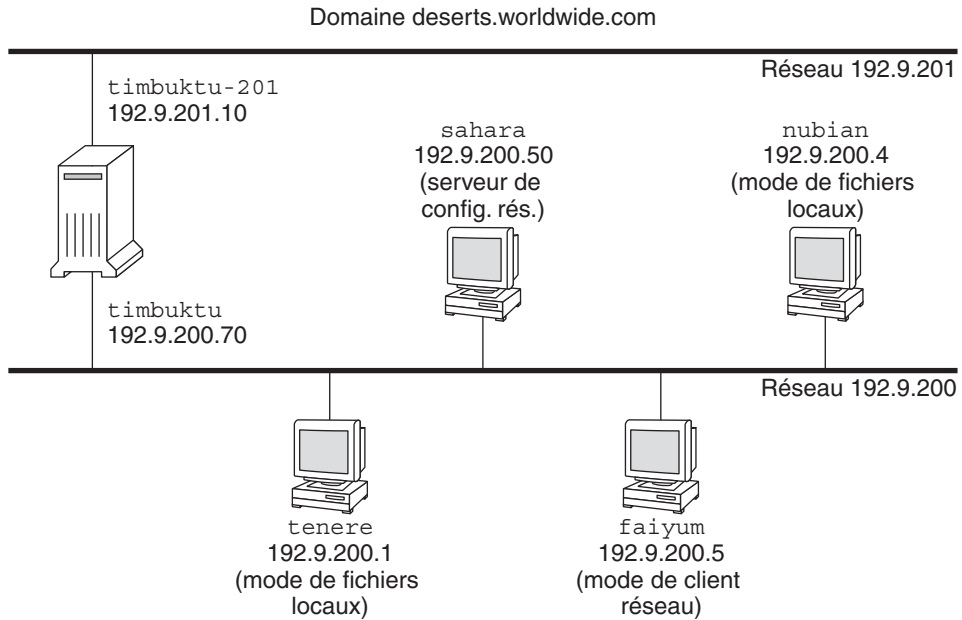 Domaine deserts.worldwide.com
Réseau 192.9.201
timbuktu-201
192.9.201.10
sahara
192.9.200.50
(serveur de
config. rés.)
nubian
192.9.200.4
(mode de fichiers
locaux)
timbuktu
192.9.200.70
Réseau 192.9.200
tenere
192.9.200.1
(mode de fichiers
locaux)
faiyum
192.9.200.5
(mode de client
réseau)